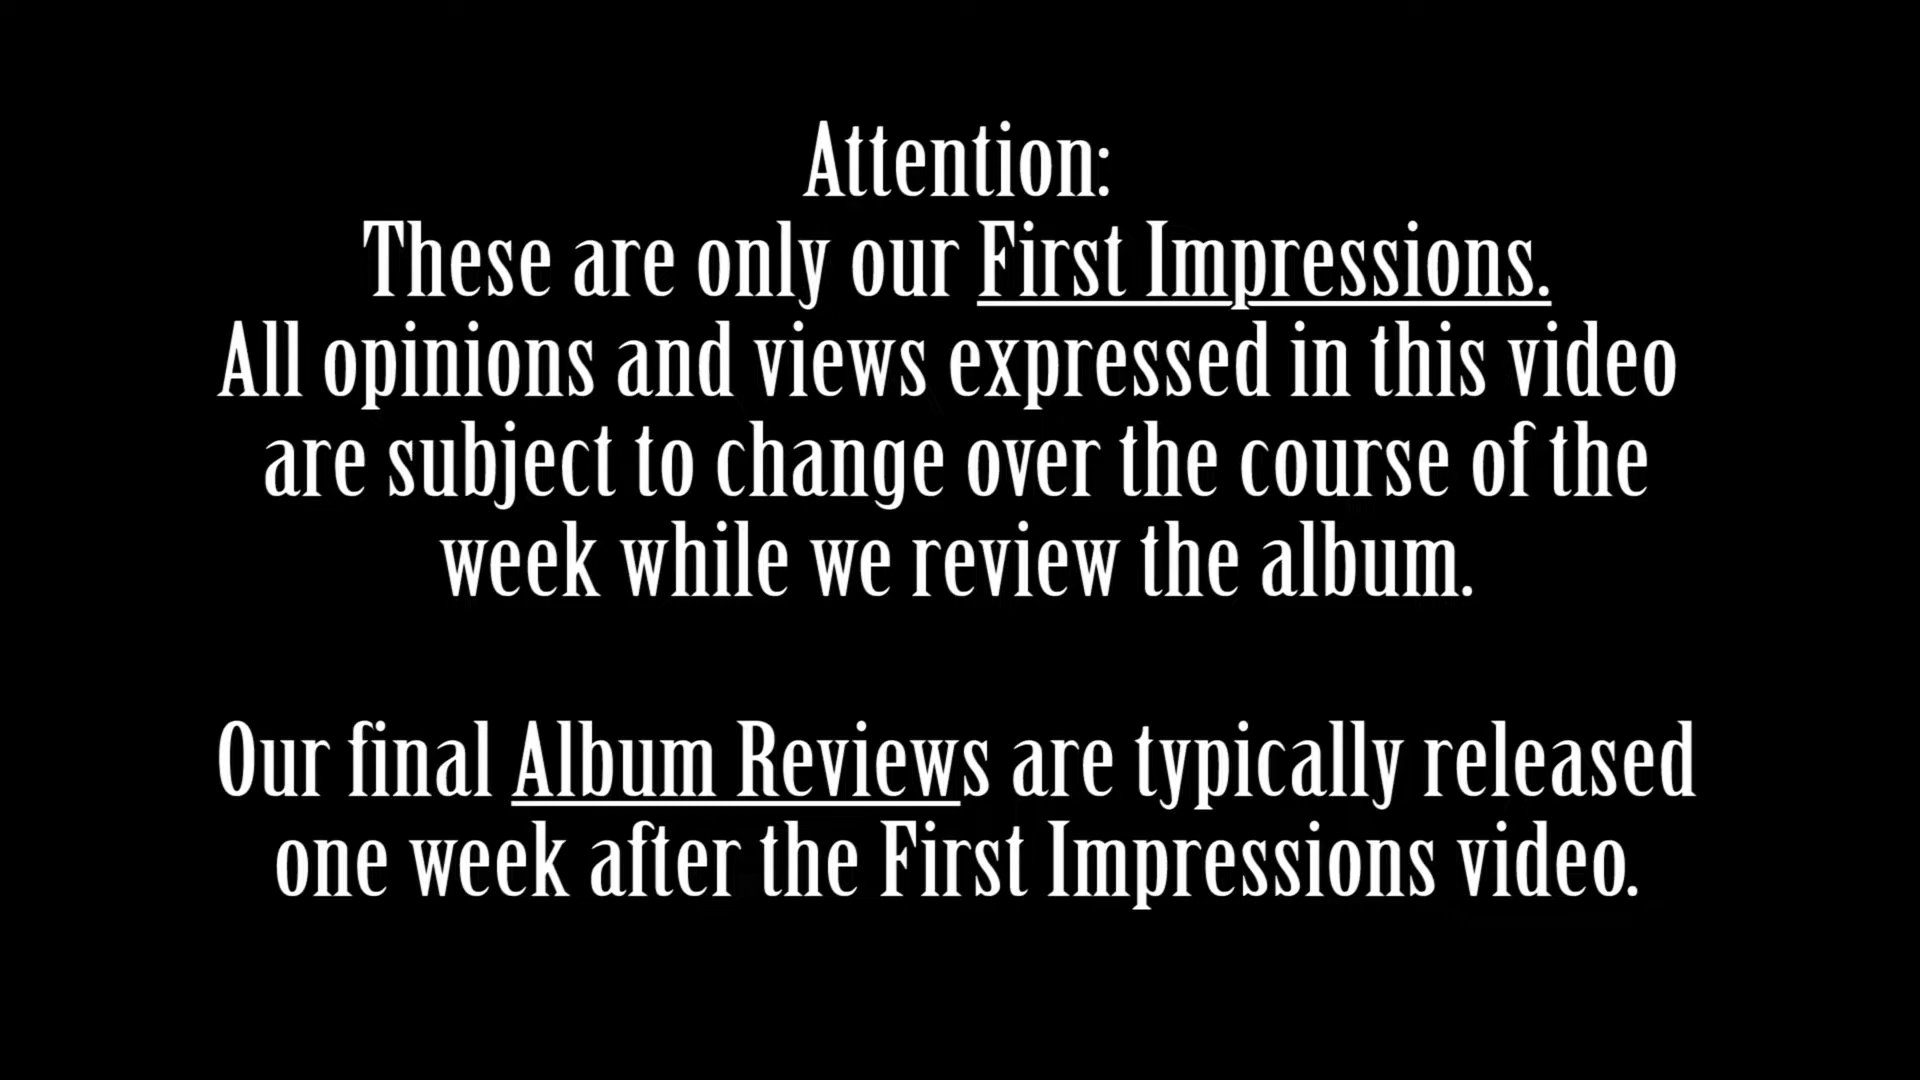 Attention:
These are only our First Impressions.
All opinions and views expressed in this video
are subject to change over the course of the
week while we review the album.
Our final Album Reviews are typically released
one week after the First Impressions video.